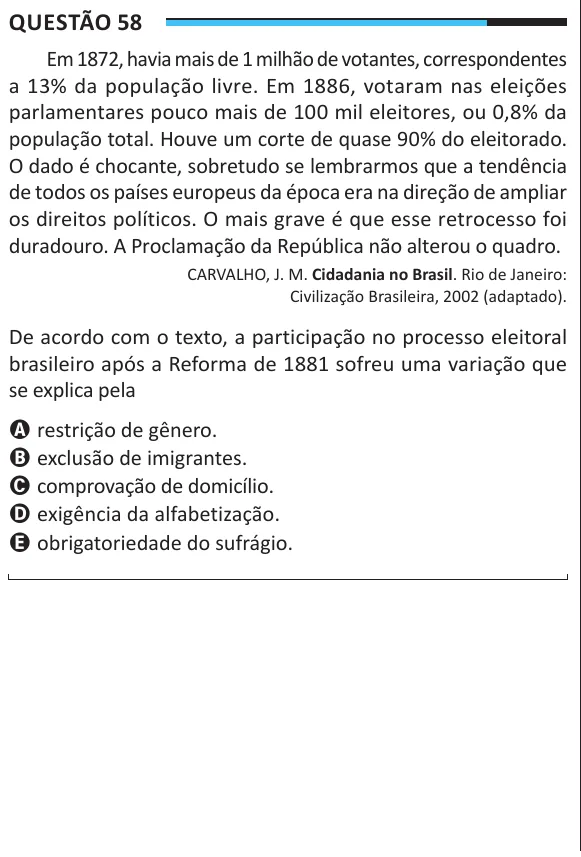 QUESTÃO 58
Em 1872, havia mais de 1 milhão de votantes, correspondentes
a 13% da população livre. Em 1886, votaram nas eleições
parlamentares pouco mais de 100 mil eleitores, ou 0,8% da
população total. Houve um corte de quase 90% do eleitorado.
O dado é chocante, sobretudo se lembrarmos que a tendência
de todos os países europeus da época era na direção de ampliar
os direitos políticos. O mais grave é que esse retrocesso foi
duradouro. A Proclamação da República não alterou o quadro.
CARVALHO, J. M. Cidadania no Brasil. Rio de Janeiro:
Civilização Brasileira, 2002 (adaptado).
De acordo com o texto, a participação no processo eleitoral
brasileiro após a Reforma de 1881 sofreu uma variação que
se explica pela
A restrição de gênero.
B exclusão de imigrantes.
C comprovação de domicílio.
D exigência da alfabetização.
E obrigatoriedade do sufrágio.